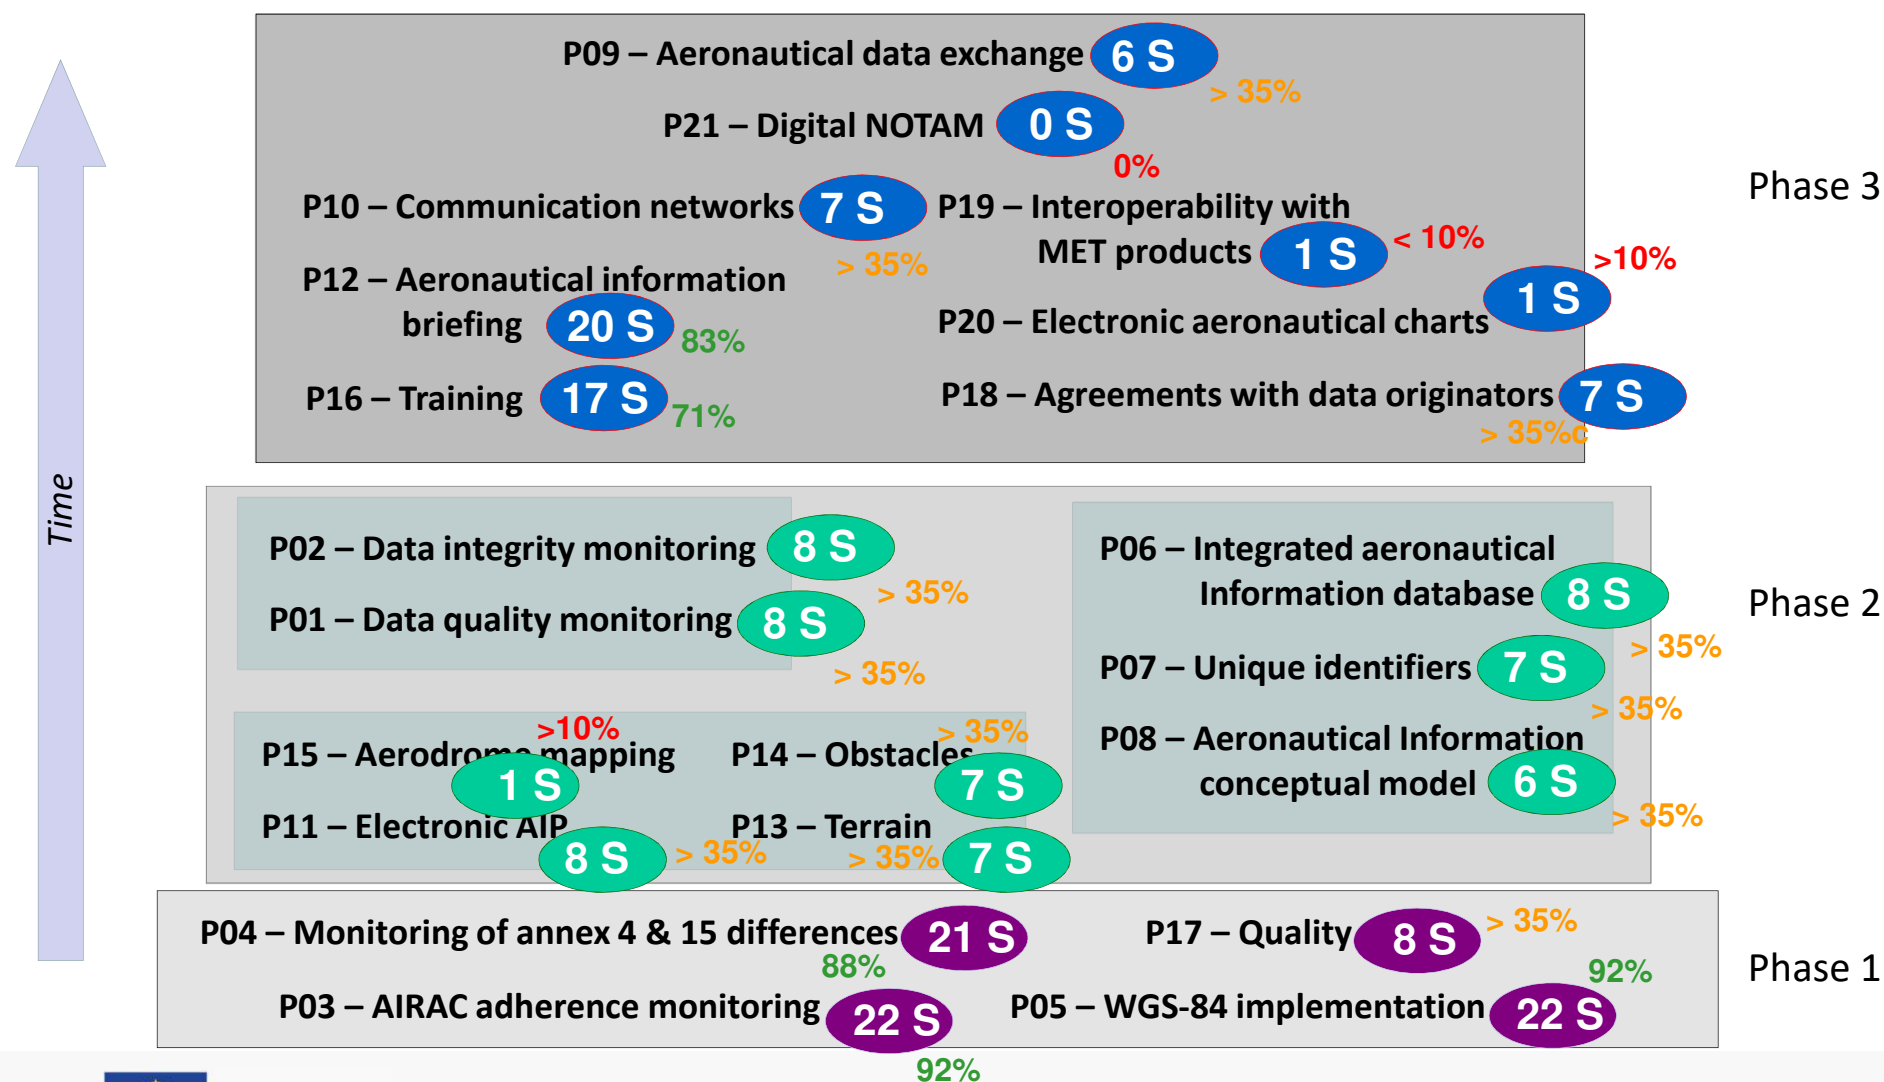 P09 – Aeronautical data exchange 6 S
> 35%
P21 – Digital NOTAM 0 S
0%
P10 – Communication networks 7 S
> 35%
P19 – Interoperability with
MET products 1 S < 10%
P12 – Aeronautical information
briefing 20 S 83%
>10%
P20 – Electronic aeronautical charts 1 S
P16 – Training 17 S 71%
P18 – Agreements with data originators 7 S
> 35%c
Phase 3
Time
P02 – Data integrity monitoring 8 S
> 35%
P01 – Data quality monitoring 8 S
> 35%
P06 – Integrated aeronautical
Information database 8 S
> 35%
P07 – Unique identifiers 7 S
> 35%
P08 – Aeronautical Information
conceptual model 6 S
> 35%
>10%
P15 – Aerodrome mapping
1 S
> 35%
P14 – Obstacles
7 S
P11 – Electronic AIP
8 S > 35%
P13 – Terrain
> 35% 7 S
Phase 2
P04 – Monitoring of annex 4 & 15 differences 21 S
88%
P17 – Quality 8 S > 35%
P03 – AIRAC adherence monitoring 22 S
92%
92%
P05 – WGS-84 implementation 22 S
Phase 1